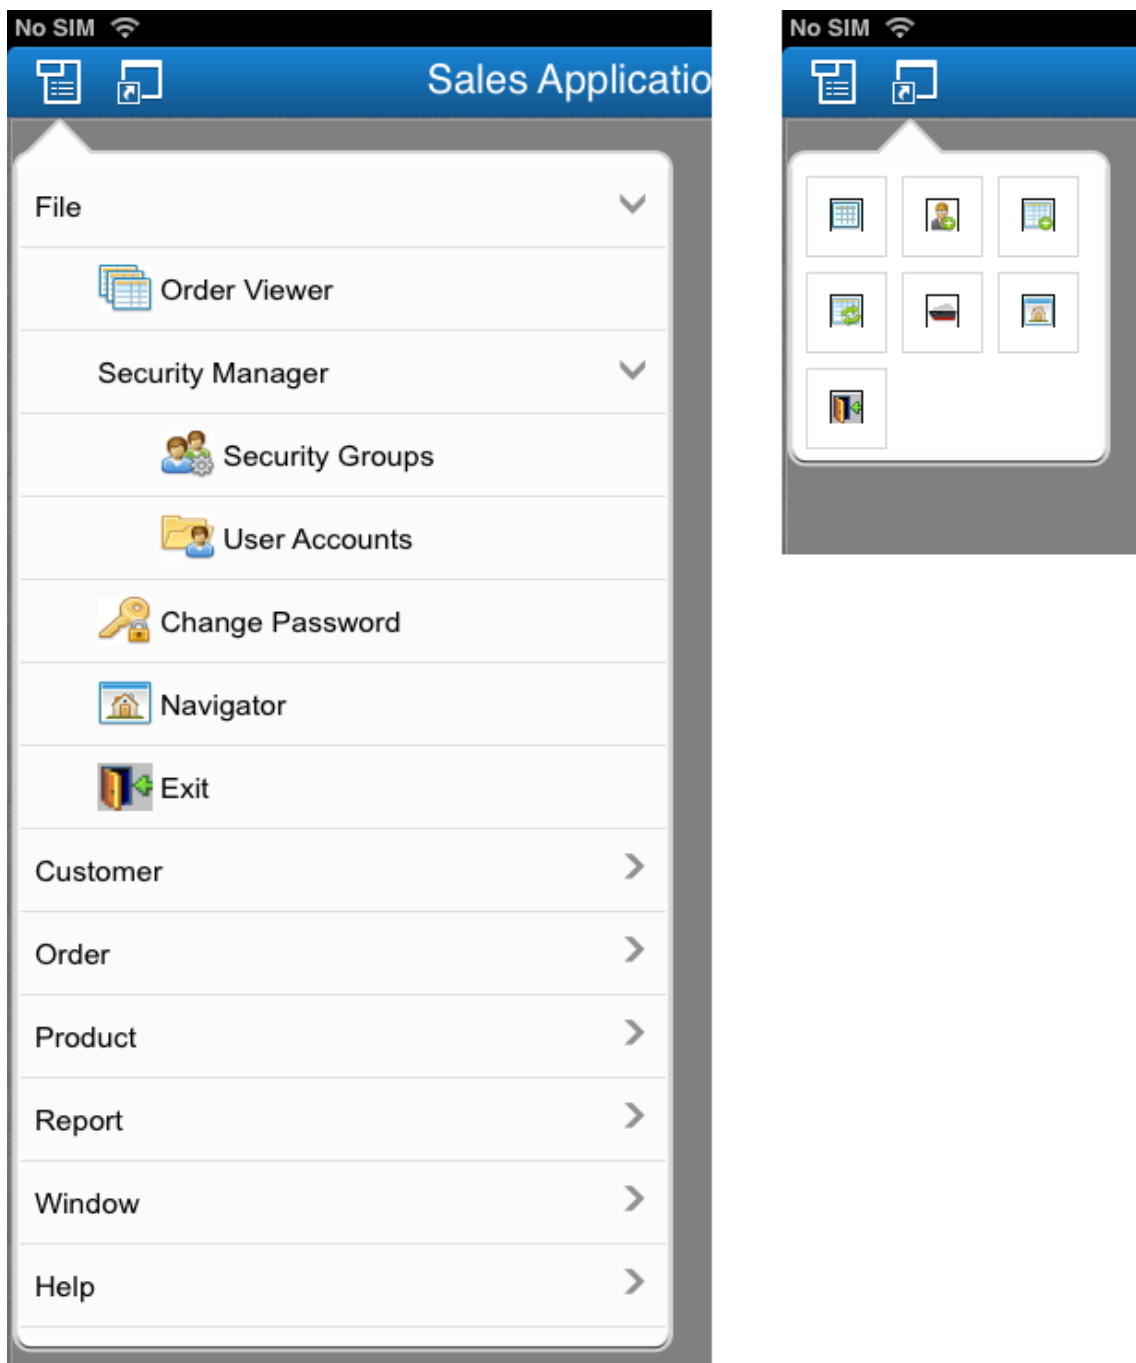 No SIM
Sales Applicatio
File
Order Viewer
Security Manager
Security Groups
User Accounts
Change Password
Navigator
Exit
Customer
Order
Product
Report
Window
Help
No SIM